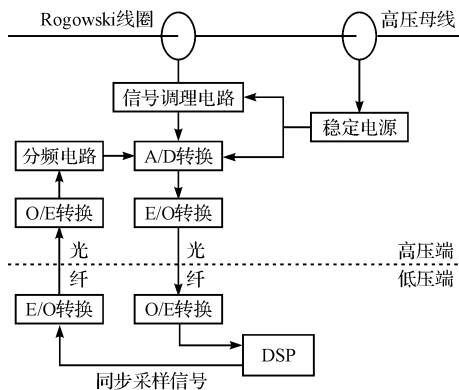 Rogowski线圈
高压母线
信号调理电路
稳定电源
分频电路
A/D转换
O/E转换
E/O转换
光
纤
光
纤
高压端
低压端
E/O转换
O/E转换
DSP
同步采样信号